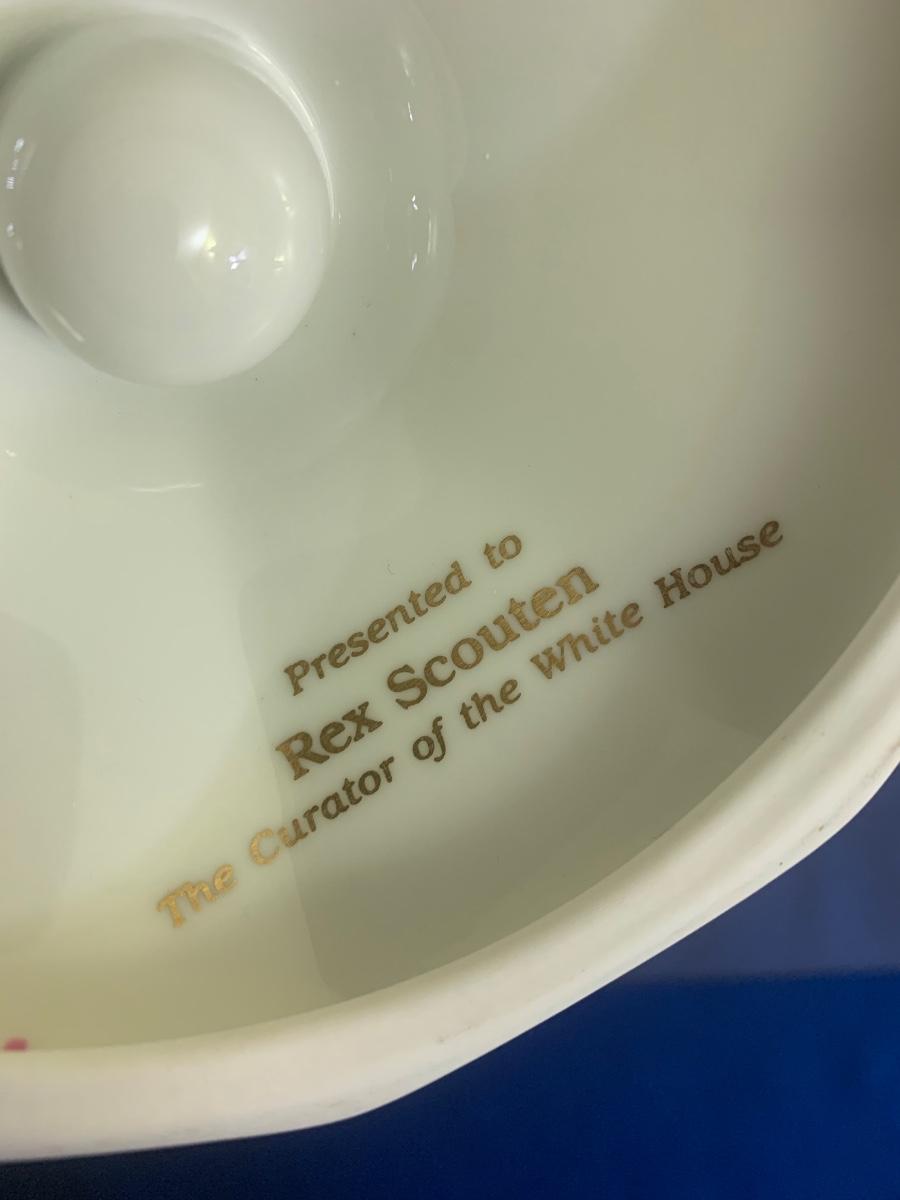 Presented to
Rex Scouten
The Curator of the White House